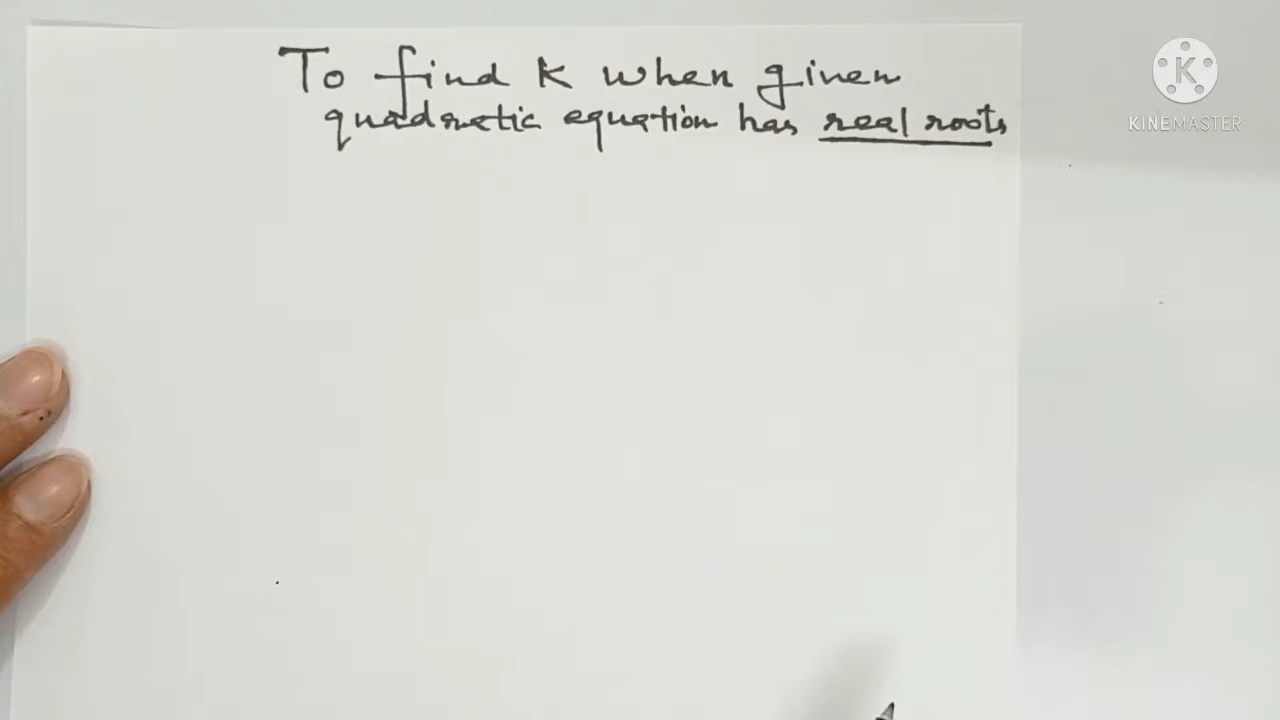 To find K when given
quadratic equation has real roots
K
KINEMASTER